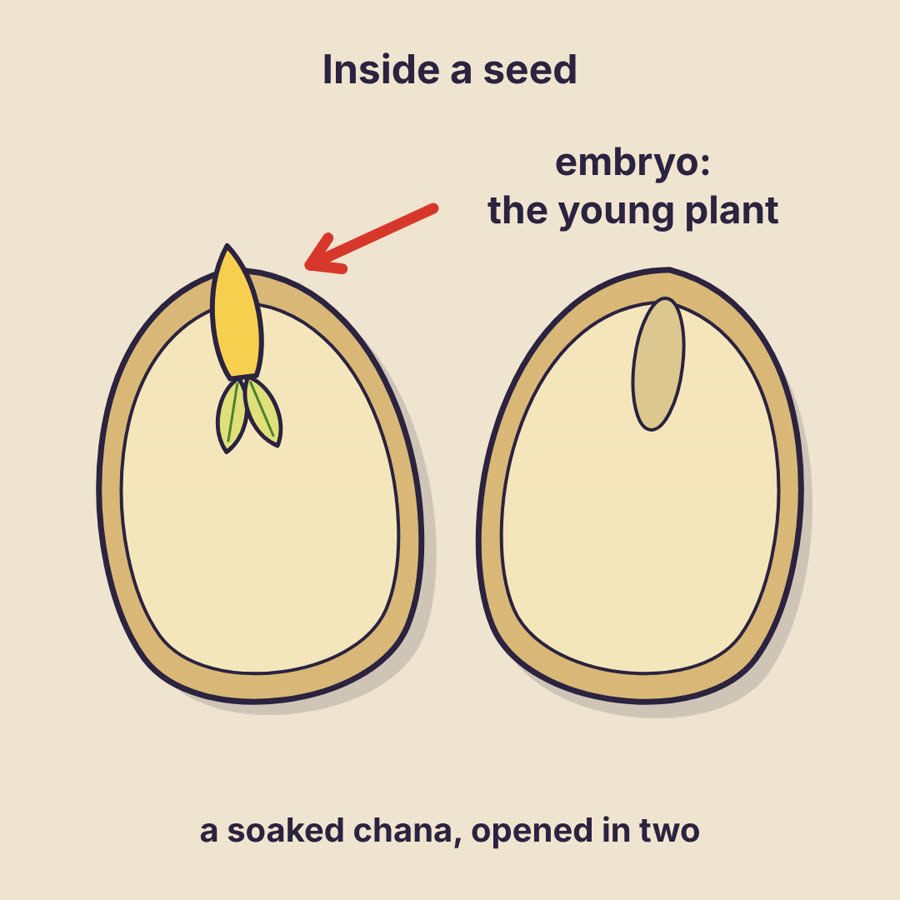 Inside a seed
embryo:
the young plant
a soaked chana, opened in two